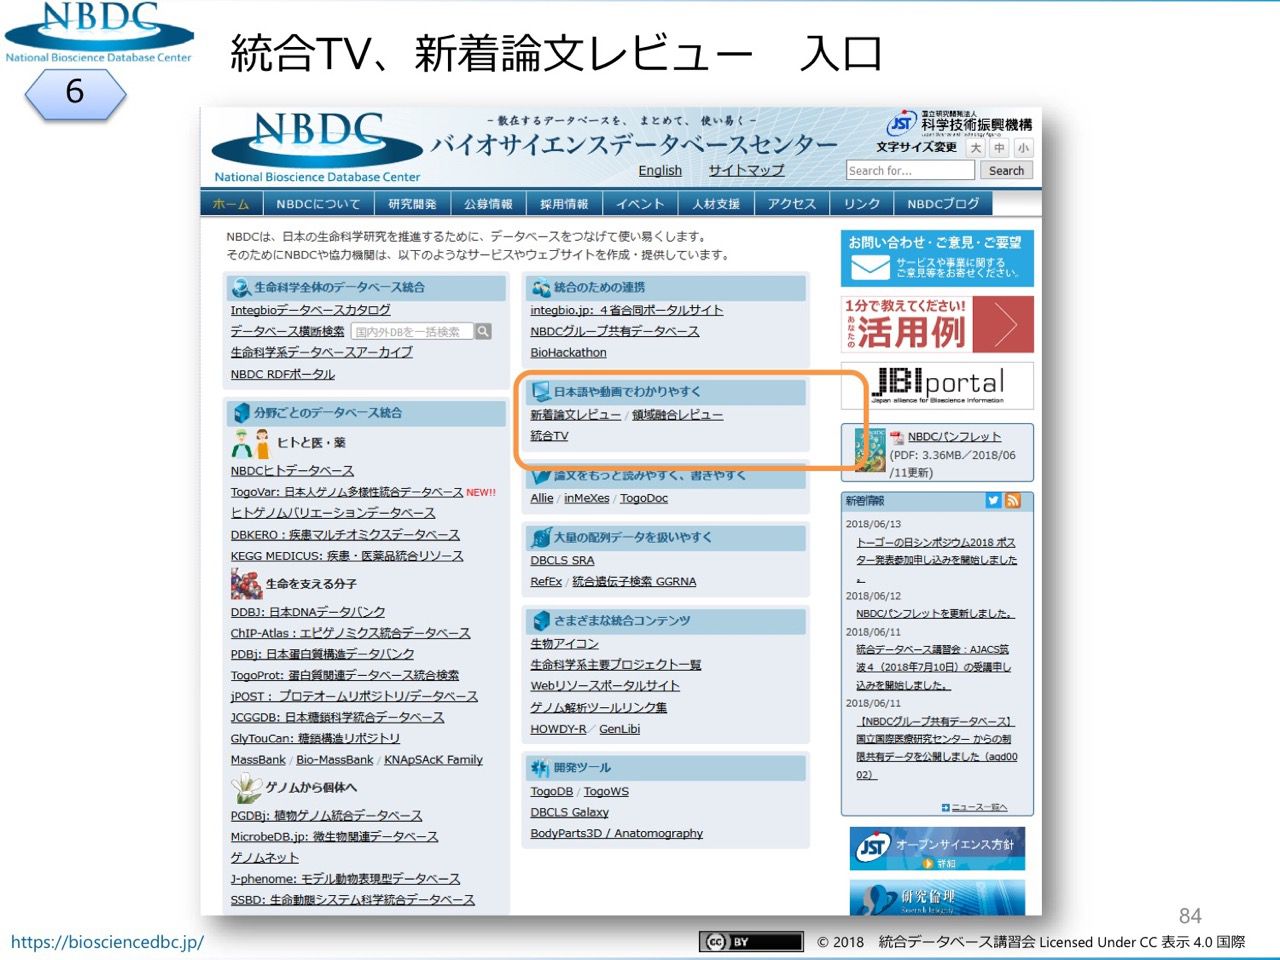 NBDC
National Bioscience Database Center
統合TV、新着論文レビュー　入口
6
NBDC
National Bioscience Database Center
－散在するデータベースを、まとめて、使い易く－
バイオサイエンスデータベースセンター
English サイトマップ
JST 国立研究開発法人
科学技術振興機構
文字サイズ変更 大 中 小
Search for... Search
ホーム NBDCについて 研究開発 公募情報 採用情報 イベント 人材支援 アクセス リンク NBDCブログ
NBDCは、日本の生命科学研究を推進するために、データベースをつなげて使い易くします。
そのためにNBDCや協力機関は、以下のようなサービスやウェブサイトを作成・提供しています。
生命科学全体のデータベース統合
Integbioデータベースカタログ
データベース横断検索 国内外DBを一括検索
生命科学系データベースアーカイブ
NBDC RDFポータル
分野ごとのデータベース統合
ヒトと医・薬
NBDCヒトデータベース
TogoVar: 日本人ゲノム多様性統合データベース NEW!!
ヒトゲノムバリエーションデータベース
DBKERO：疾患マルチオミクスデータベース
KEGG MEDICUS: 疾患・医薬品統合リソース
生命を支える分子
DDBJ: 日本DNAデータバンク
ChIP-Atlas：エピゲノミクス統合データベース
PDBj: 日本蛋白質構造データバンク
TogoProt: 蛋白質関連データベース統合検索
jPOST： プロテオームリポジトリ/データベース
JCGGDB: 日本糖鎖科学統合データベース
GlyTouCan: 糖鎖構造リポジトリ
MassBank / Bio-MassBank / KNApSAcK Family
ゲノムから個体へ
PGDBj: 植物ゲノム統合データベース
MicrobeDB.jp: 微生物関連データベース
ゲノムネット
J-phenome: モデル動物表現型データベース
SSBD: 生命動態システム科学統合データベース
統合のための連携
integbio.jp: ４省合同ポータルサイト
NBDCグループ共有データベース
BioHackathon
日本語や動画でわかりやすく
新着論文レビュー / 領域融合レビュー
統合TV
論文をもっと読みやすく、書きやすく
Allie / inMeXes / TogoDoc
大量の配列データを扱いやすく
DBCLS SRA
RefEx / 統合遺伝子検索 GGRNA
さまざまな統合コンテンツ
生物アイコン
生命科学系主要プロジェクト一覧
Webリソースポータルサイト
ゲノム解析ツールリンク集
HOWDY-R／ GenLibi
開発ツール
TogoDB / TogoWS
DBCLS Galaxy
BodyParts3D / Anatomography
お問い合わせ・ご意見・ご要望
サービスや事業に関する
ご意見等をお寄せください。
1分で教えてください!
あなたの
活用例
JBIportal
Japan alliance for Bioscience Information
NBDCパンフレット
(PDF: 3.36MB／2018/06
/11更新)
新着情報
2018/06/13
トーゴーの日シンポジウム2018 ポス
ター発表参加申し込みを開始しました
。
2018/06/12
NBDCパンフレットを更新しました。
2018/06/11
統合データベース講習会：AJACS筑
波４（2018年7月10日）の受講申し
込みを開始しました。
2018/06/11
【NBDCグループ共有データベース】
国立国際医療研究センター からの制
限共有データを公開しました（agd00
02）
ニュース一覧へ
JST オープンサイエンス方針
詳細
研究倫理
Research Integrity
84
https://biosciencedbc.jp/
CC BY
© 2018　統合データベース講習会 Licensed Under CC 表示 4.0 国際